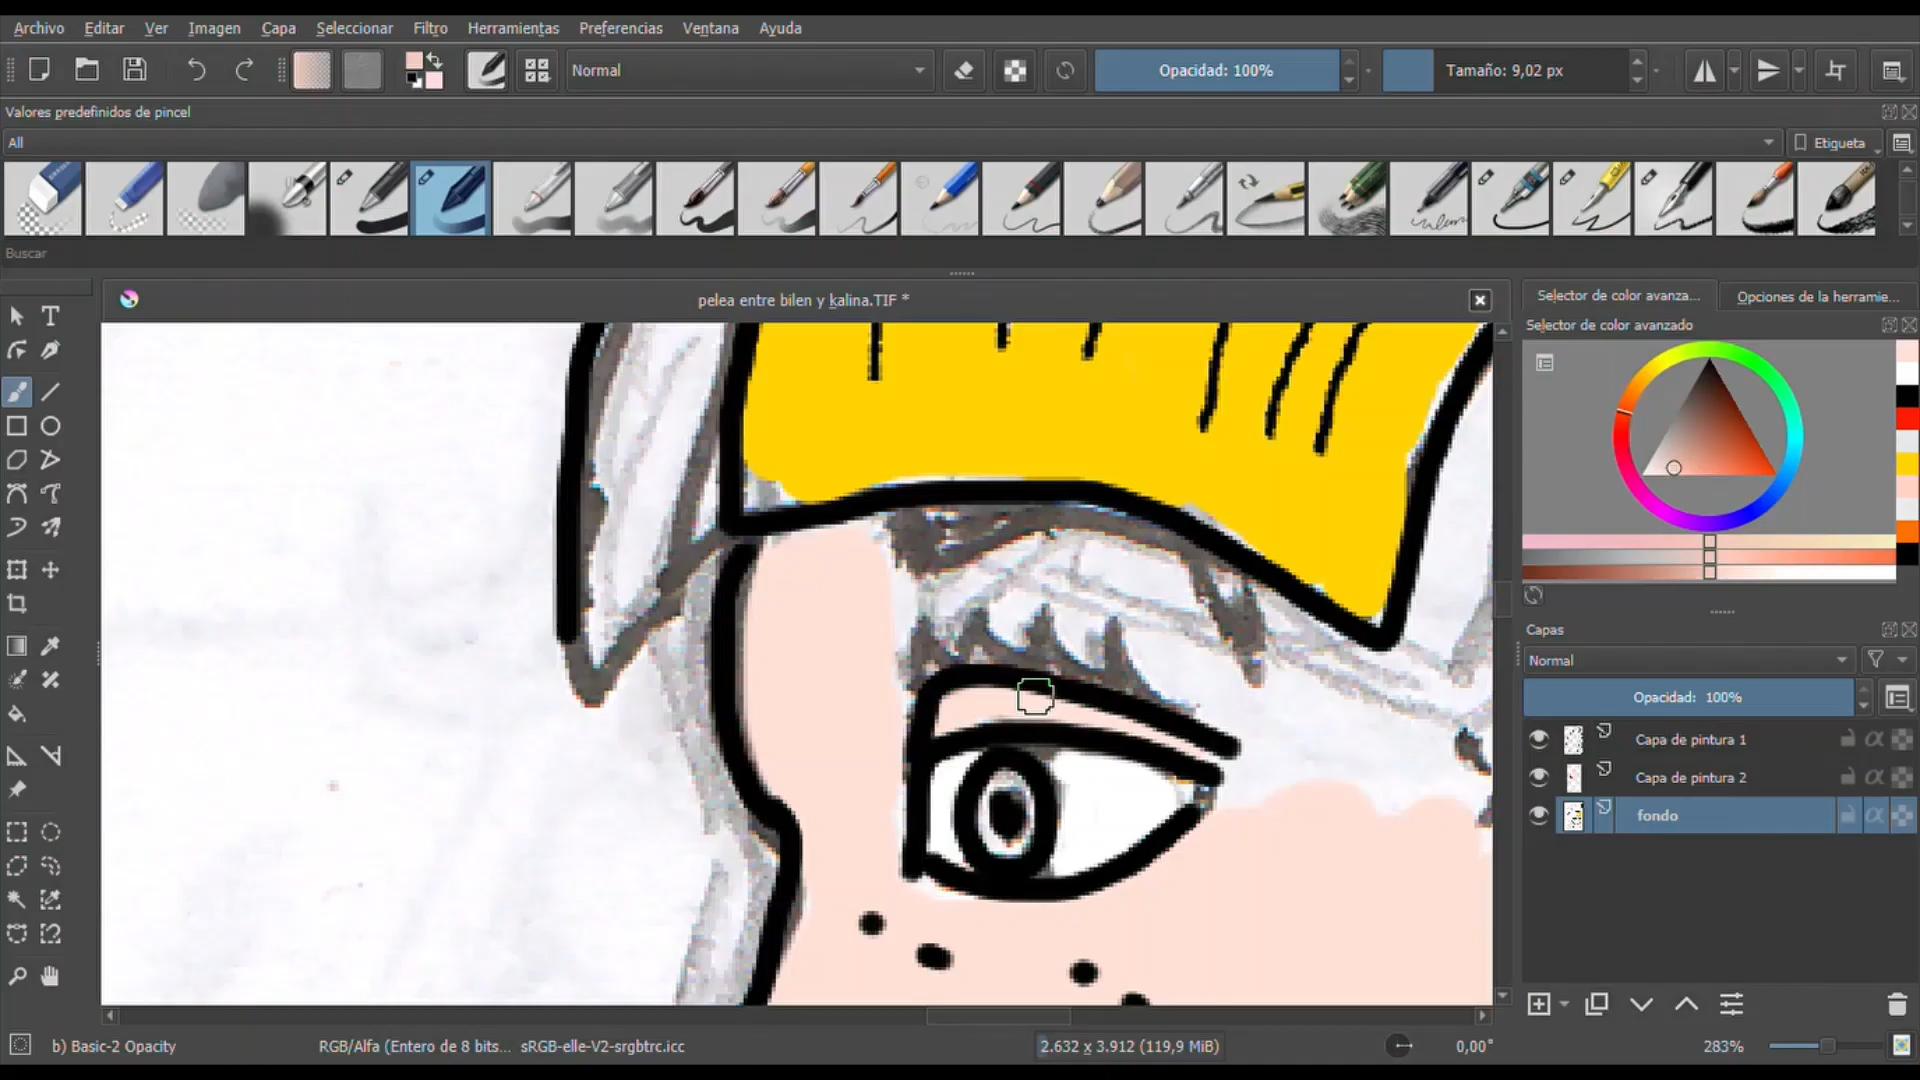 Archivo Editar Ver Imagen Capa Seleccionar Filtro Herramientas Preferencias Ventana Ayuda
Normal Opacidad: 100% Tamaño: 9,02 px
Valores predefinidos de pincel
All Etiqueta
Buscar
pelea entre bilen y kalina.TIF *
Selector de color avanza... Opciones de la herramie...
Selector de color avanzado
Capas
Normal
Opacidad: 100%
Capa de pintura 1
Capa de pintura 2
fondo
b) Basic-2 Opacity RGB/Alfa (Entero de 8 bits... sRGB-elle-V2-srgbtrc.icc 2.632 x 3.912 (119,9 MiB) 0,00° 283%